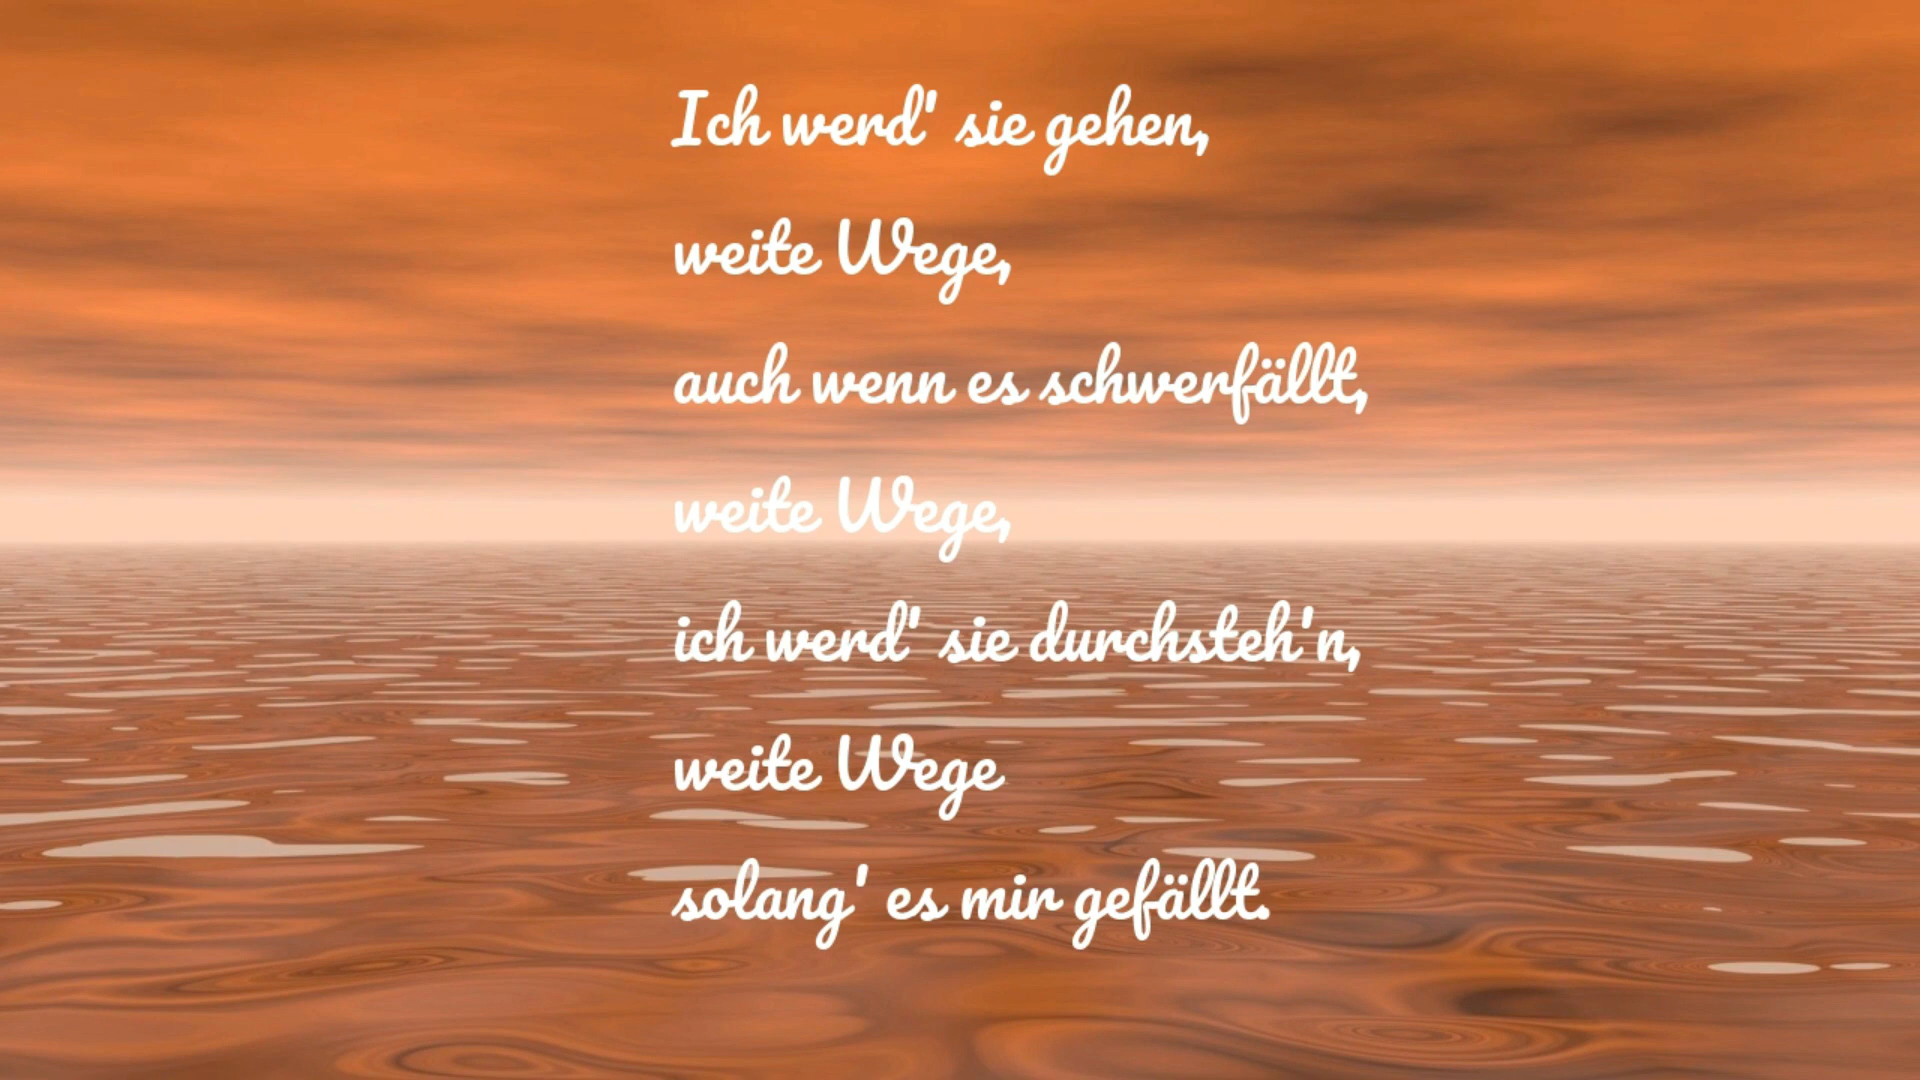 Ich werd' sie gehen,
weite Wege,
auch wenn es schwerfällt,
weite Wege,
ich werd' sie durchsteh'n,
weite Wege
solang' es mir gefällt.